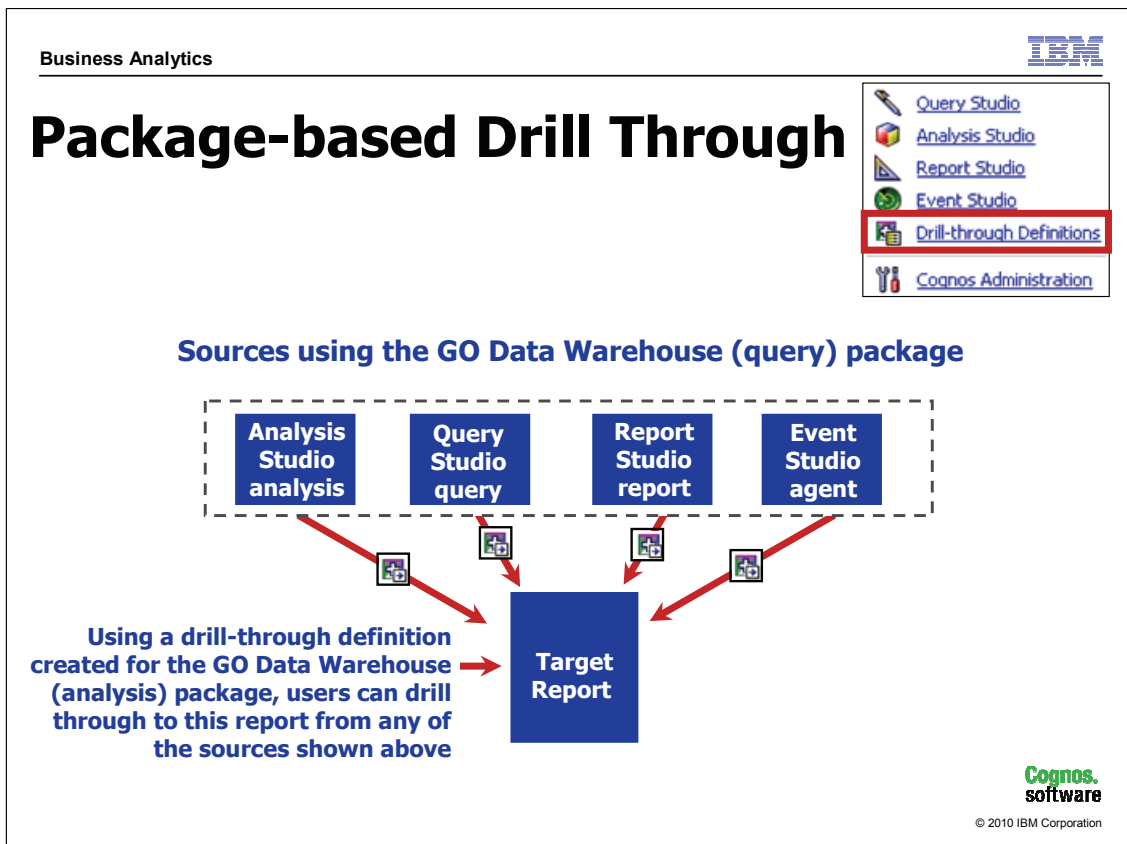 Business Analytics
IBM
Package-based Drill Through
Query Studio
Analysis Studio
Report Studio
Event Studio
Drill-through Definitions
Cognos Administration
Sources using the GO Data Warehouse (query) package
Analysis
Studio
analysis
Query
Studio
query
Report
Studio
report
Event
Studio
agent
Using a drill-through definition
created for the GO Data Warehouse
(analysis) package, users can drill
through to this report from any of
the sources shown above
Target
Report
Cognos.
software
© 2010 IBM Corporation